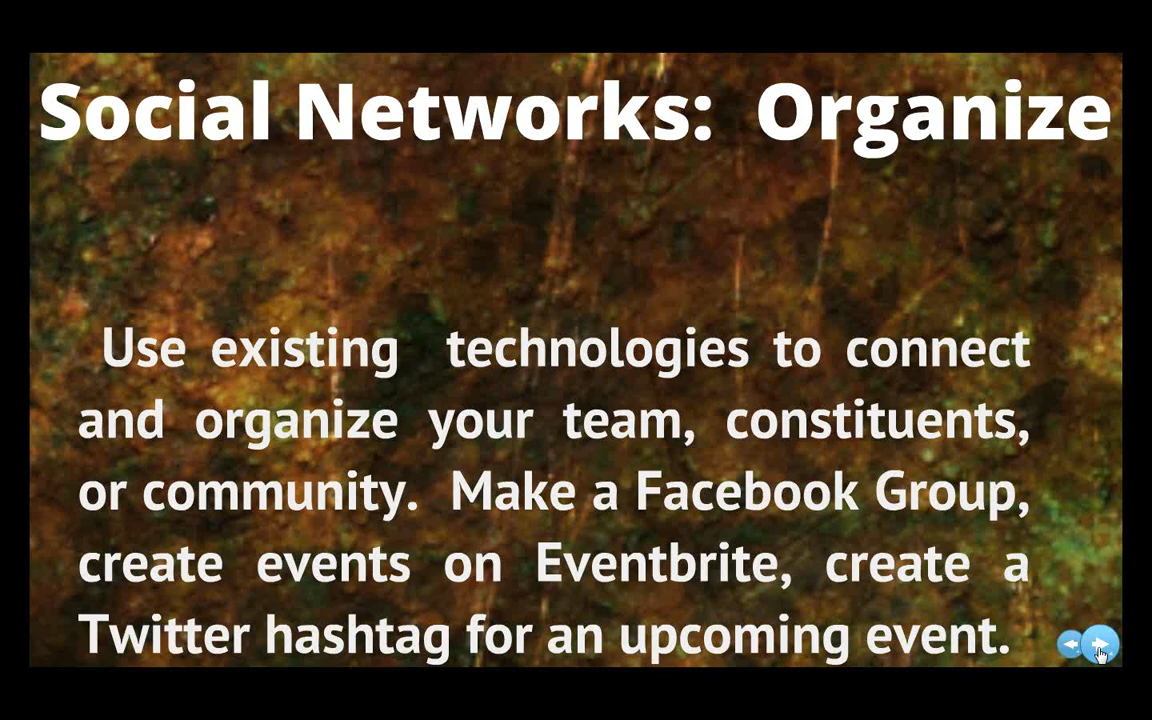 Social Networks: Organize
Use existing technologies to connect
and organize your team, constituents,
or community. Make a Facebook Group,
create events on Eventbrite, create a
Twitter hashtag for an upcoming event.